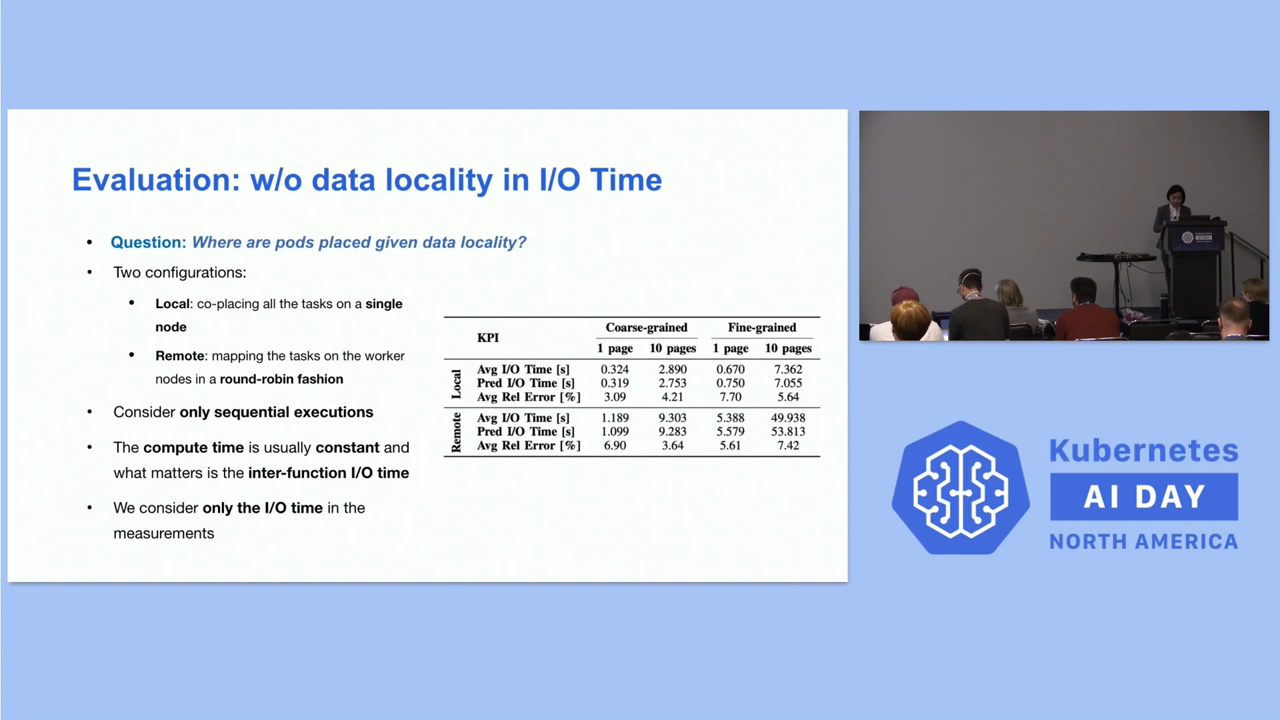 Evaluation: w/o data locality in I/O Time
• Question: Where are pods placed given data locality?
• Two configurations:
• Local: co-placing all the tasks on a single
node
• Remote: mapping the tasks on the worker
nodes in a round-robin fashion
• Consider only sequential executions
• The compute time is usually constant and
what matters is the inter-function I/O time
• We consider only the I/O time in the
measurements
KPI Coarse-grained Fine-grained
1 page 10 pages 1 page 10 pages
Local
Avg I/O Time [s] 0.324 2.890 0.670 7.362
Pred I/O Time [s] 0.319 2.753 0.750 7.055
Avg Rel Error [%] 3.09 4.21 7.70 5.64
Remote
Avg I/O Time [s] 1.189 9.303 5.388 49.938
Pred I/O Time [s] 1.099 9.283 5.579 53.813
Avg Rel Error [%] 6.90 3.64 5.61 7.42
Kubernetes
AI DAY
NORTH AMERICA